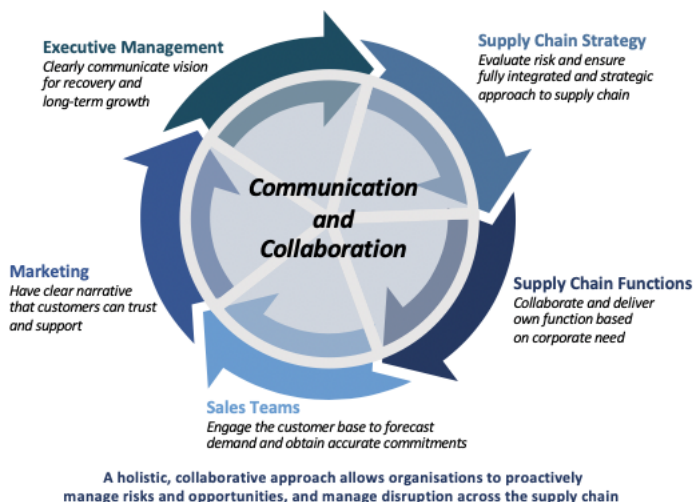 Executive Management
Clearly communicate vision
for recovery and
long-term growth
Supply Chain Strategy
Evaluate risk and ensure
fully integrated and strategic
approach to supply chain
Communication
and
Collaboration
Supply Chain Functions
Collaborate and deliver
own function based
on corporate need
Marketing
Have clear narrative
that customers can trust
and support
Sales Teams
Engage the customer base to forecast
demand and obtain accurate commitments
A holistic, collaborative approach allows organisations to proactively
manage risks and opportunities, and manage disruption across the supply chain